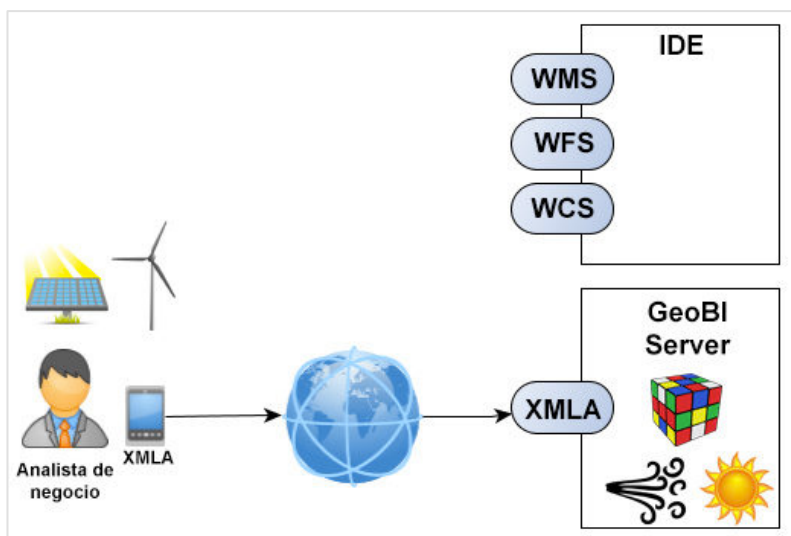 IDE
WMS
WFS
WCS
GeoBI
Server
XMLA
XMLA
Analista de
negocio